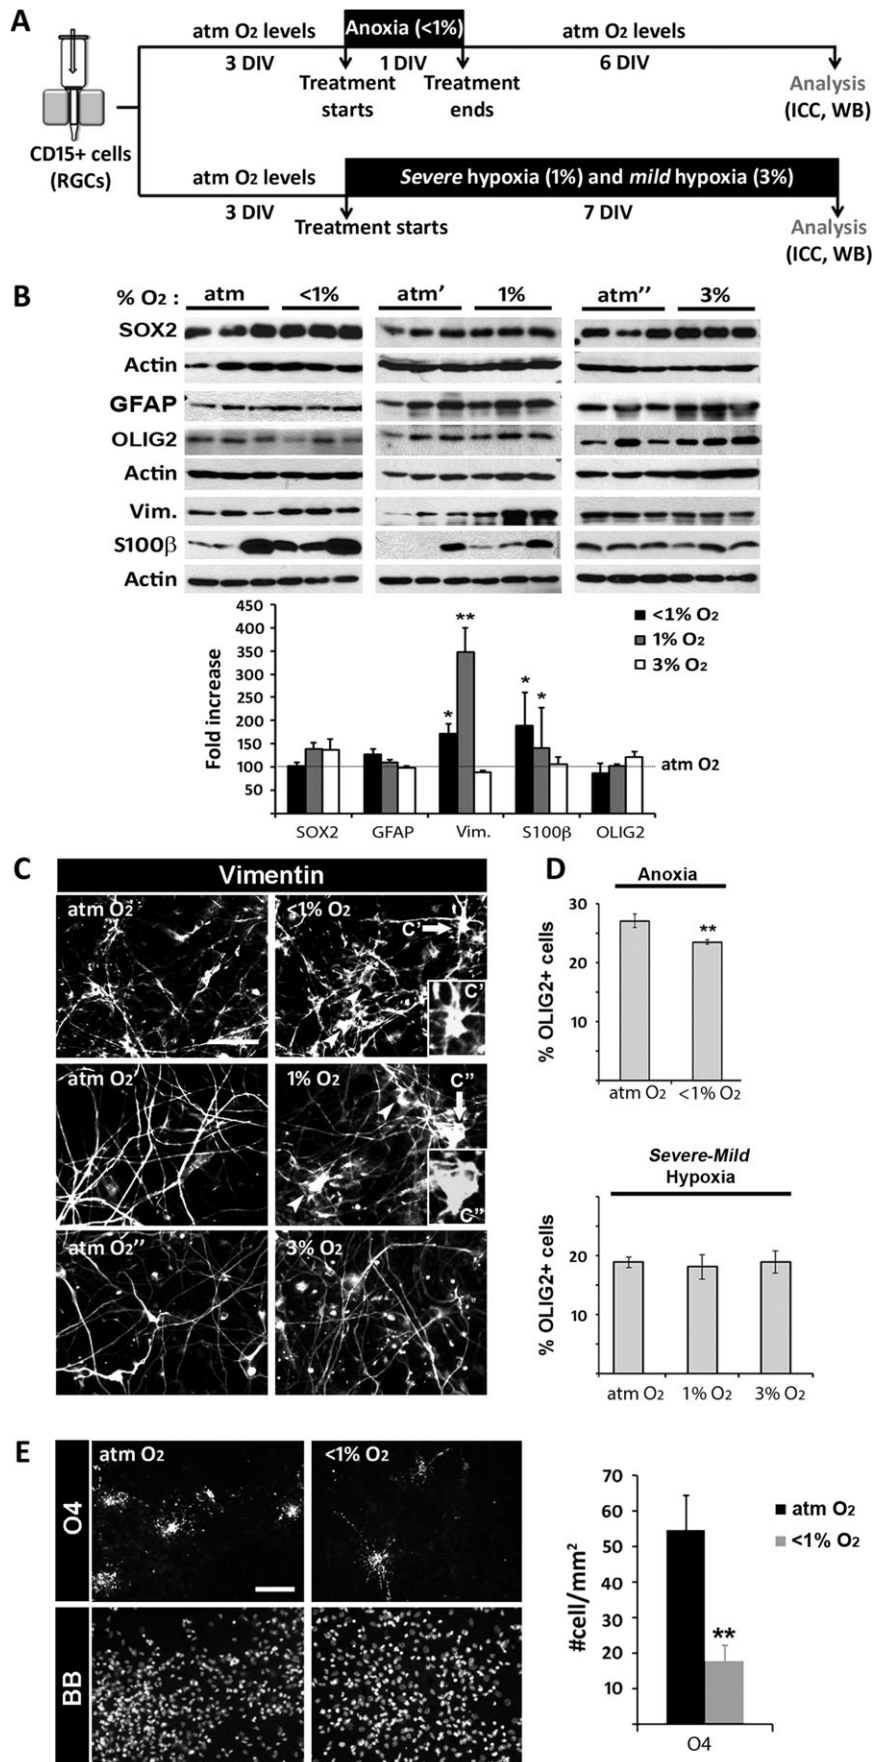 A
atm O2 levels
Anoxia (<1%)
atm O2 levels
3 DIV
1 DIV
6 DIV
Treatment starts
Treatment ends
Analysis
(ICC, WB)
CD15+ cells
(RGCs)
atm O2 levels
Severe hypoxia (1%) and mild hypoxia (3%)
3 DIV
7 DIV
Treatment starts
Analysis
(ICC, WB)
B
% O2 :
atm
<1%
atm'
1%
atm''
3%
SOX2
Actin
GFAP
OLIG2
Actin
Vim.
S100β
Actin
Fold increase
450
400
350
300
250
200
150
100
50
**
*
*
*
<1% O2
1% O2
3% O2
atm O2
SOX2
GFAP
Vim.
S100β
OLIG2
C
Vimentin
atm O2
<1% O2
C'
C'
atm O2'
1% O2
C''
C''
atm O2''
3% O2
D
Anoxia
% OLIG2+ cells
30
20
10
**
atm O2
<1% O2
Severe-Mild
Hypoxia
% OLIG2+ cells
20
10
atm O2
1% O2
3% O2
E
O4
atm O2
<1% O2
BB
#cell/mm2
70
60
50
40
30
20
10
**
atm O2
<1% O2
O4